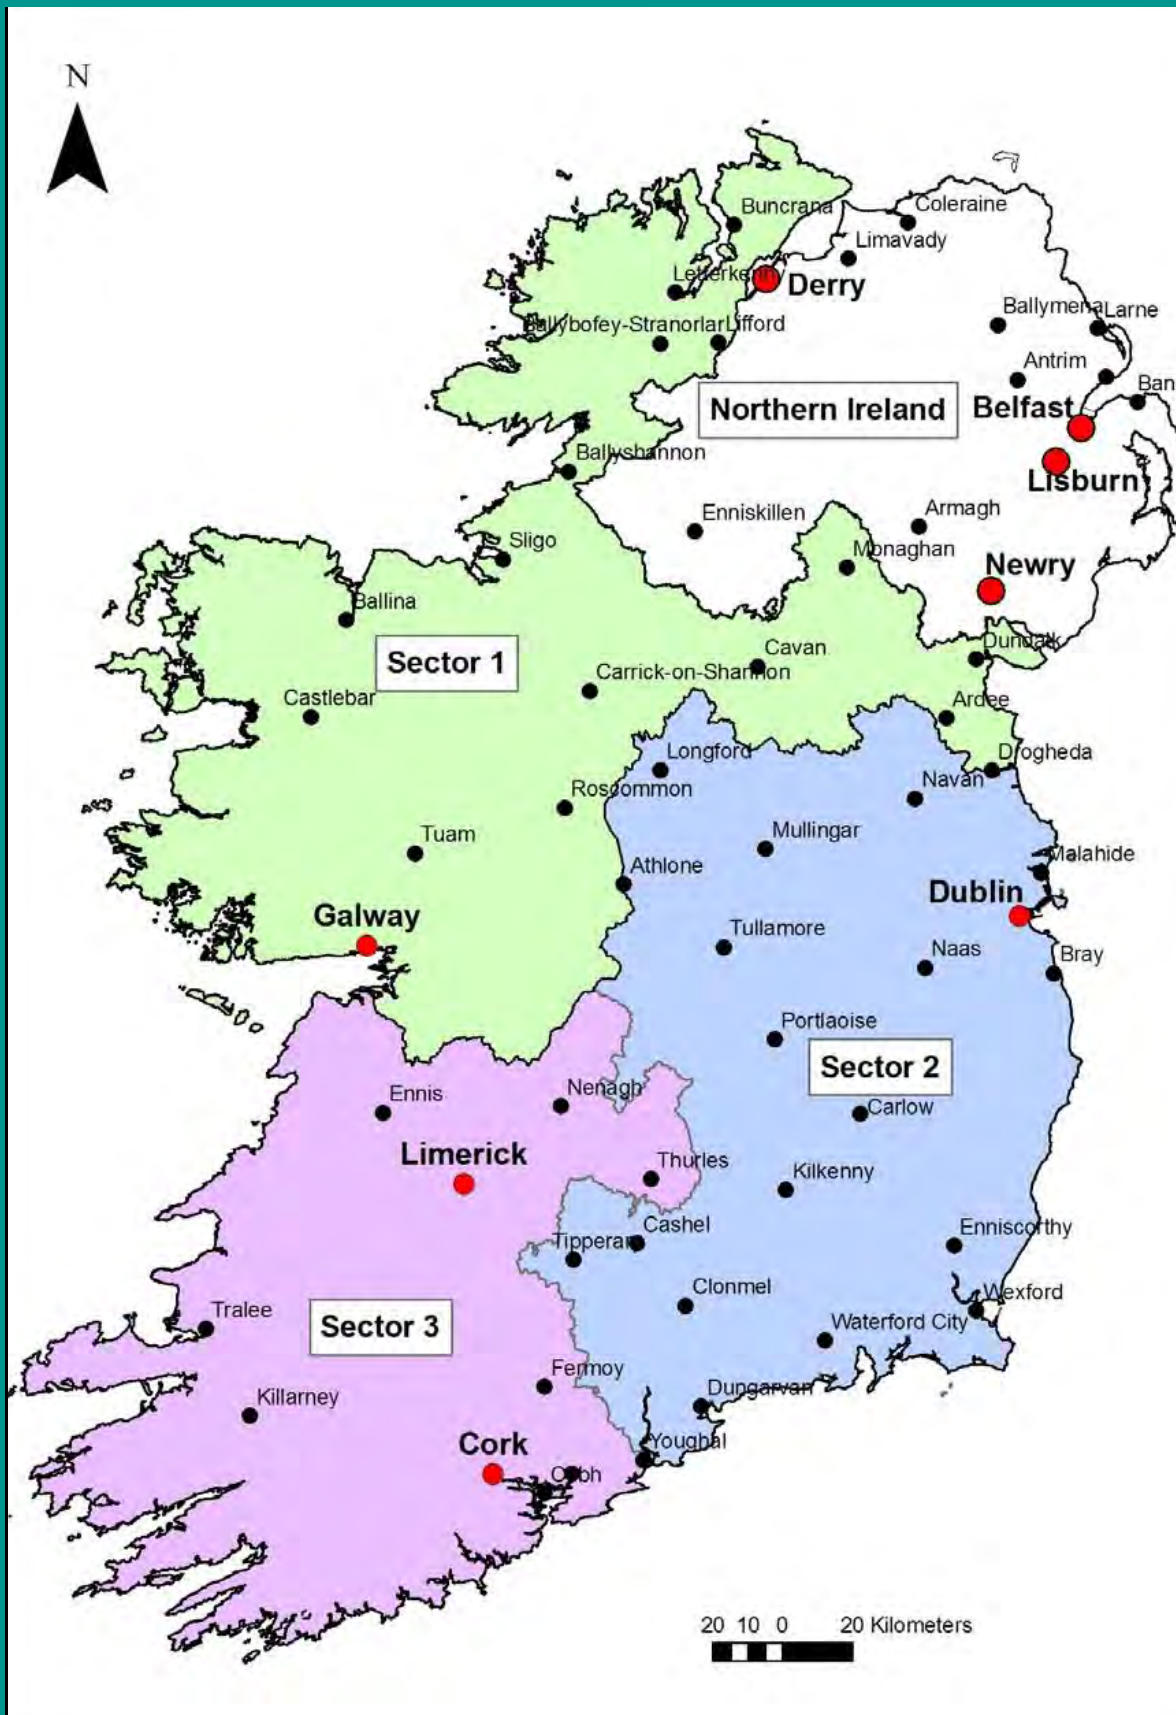 N
Buncrana
Coleraine
Limavady
Letterkenny
Derry
Ballymena
Larne
Ballybofey-Stranorlar
Lifford
Antrim
Ban
Northern Ireland
Belfast
Ballyshannon
Lisburn
Enniskillen
Armagh
Sligo
Monaghan
Newry
Ballina
Dundalk
Sector 1
Cavan
Carrick-on-Shannon
Castlebar
Ardee
Longford
Drogheda
Navan
Roscommon
Tuam
Mullingar
Malahide
Athlone
Dublin
Galway
Tullamore
Naas
Bray
Portlaoise
Sector 2
Ennis
Nenagh
Carlow
Limerick
Thurles
Kilkenny
Cashel
Tipperary
Enniscorthy
Clonmel
Wexford
Tralee
Sector 3
Waterford City
Fermoy
Killarney
Dungarvan
Cork
Youghal
Cobh
20 10 0 20 Kilometers